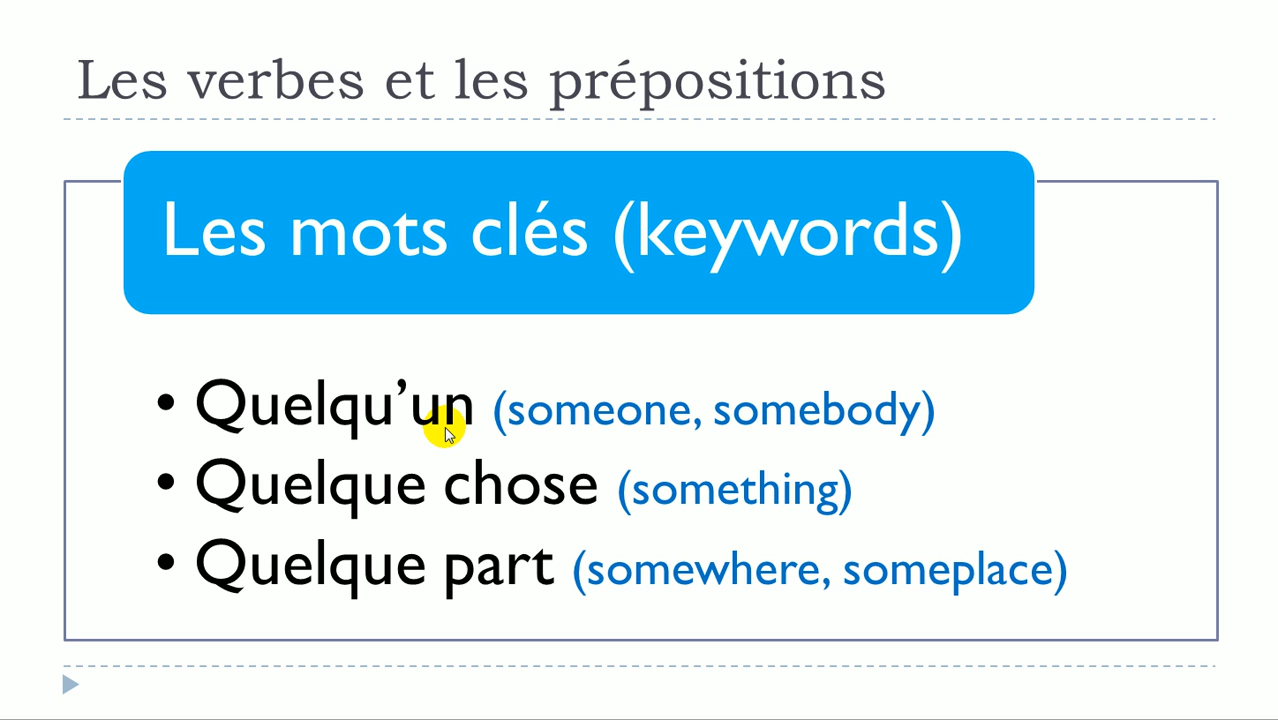 Les verbes et les prépositions
Les mots clés (keywords)
• Quelqu’un (someone, somebody)
• Quelque chose (something)
• Quelque part (somewhere, someplace)